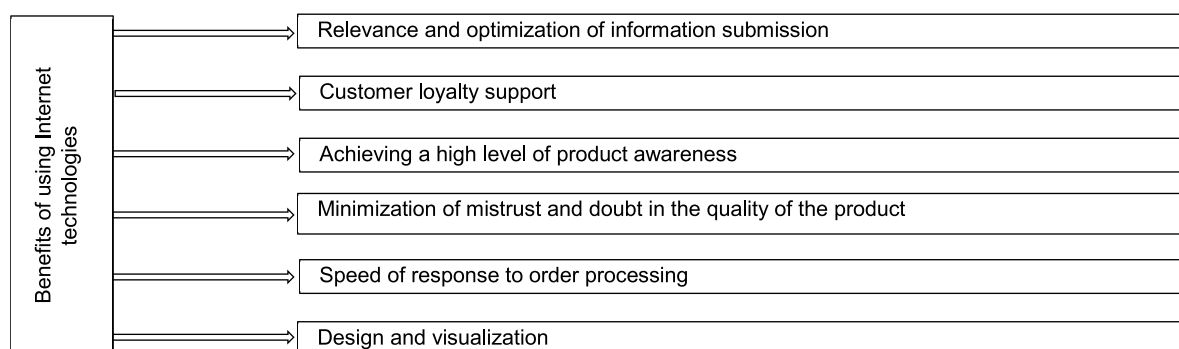 Benefits of using Internet
technologies
Relevance and optimization of information submission
Customer loyalty support
Achieving a high level of product awareness
Minimization of mistrust and doubt in the quality of the product
Speed of response to order processing
Design and visualization